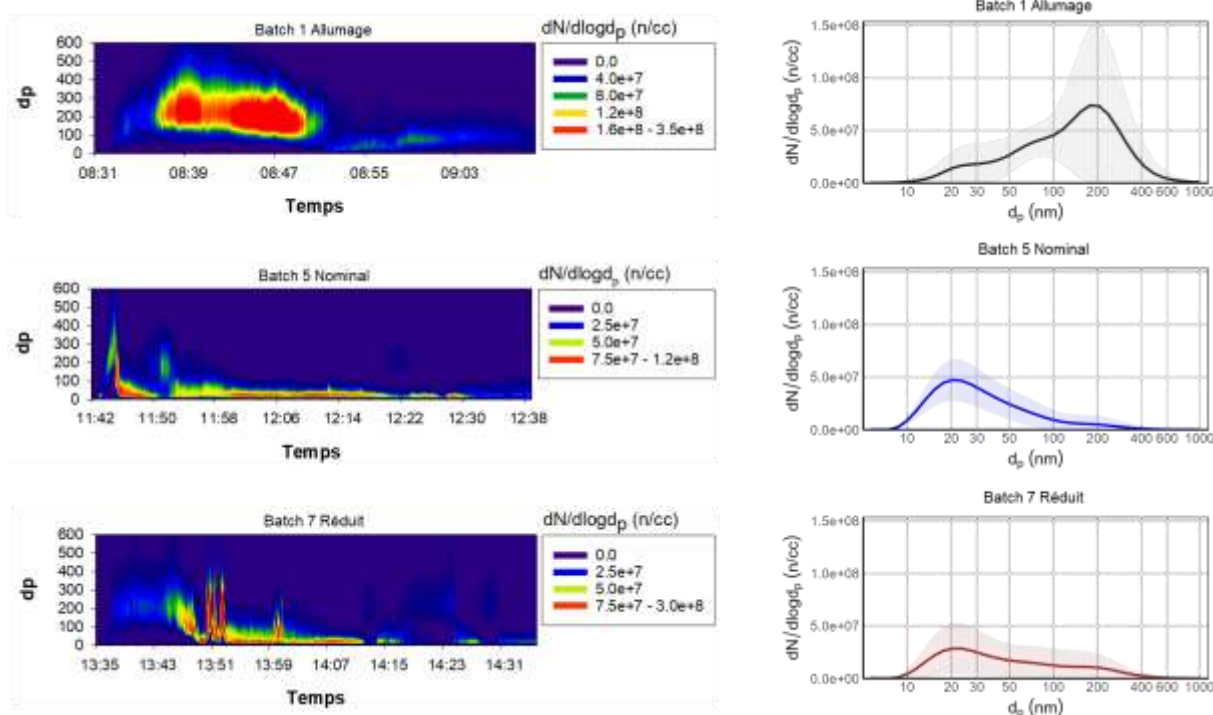 Batch 1 Allumage
dN/dlogdp (n/cc)
dp
600
500
400
300
200
100
0
0.0
4.0e+7
8.0e+7
1.2e+8
1.6e+8 - 3.5e+8
08:31 08:39 08:47 08:55 09:03
Temps
Batch 1 Allumage
dN/dlogdp (n/cc)
1.5e+08
1.0e+08
5.0e+07
0.0e+00
10 20 30 50 100 200 400 600 1000
dp (nm)
Batch 5 Nominal
dN/dlogdp (n/cc)
dp
600
500
400
300
200
100
0
0.0
2.5e+7
5.0e+7
7.5e+7 - 1.2e+8
11:42 11:50 11:58 12:06 12:14 12:22 12:30 12:38
Temps
Batch 5 Nominal
dN/dlogdp (n/cc)
1.5e+08
1.0e+08
5.0e+07
0.0e+00
10 20 30 50 100 200 400 600 1000
dp (nm)
Batch 7 Réduit
dN/dlogdp (n/cc)
dp
600
500
400
300
200
100
0
0.0
2.5e+7
5.0e+7
7.5e+7 - 3.0e+8
13:35 13:43 13:51 13:59 14:07 14:15 14:23 14:31
Temps
Batch 7 Réduit
dN/dlogdp (n/cc)
1.5e+08
1.0e+08
5.0e+07
0.0e+00
10 20 30 50 100 200 400 600 1000
dp (nm)